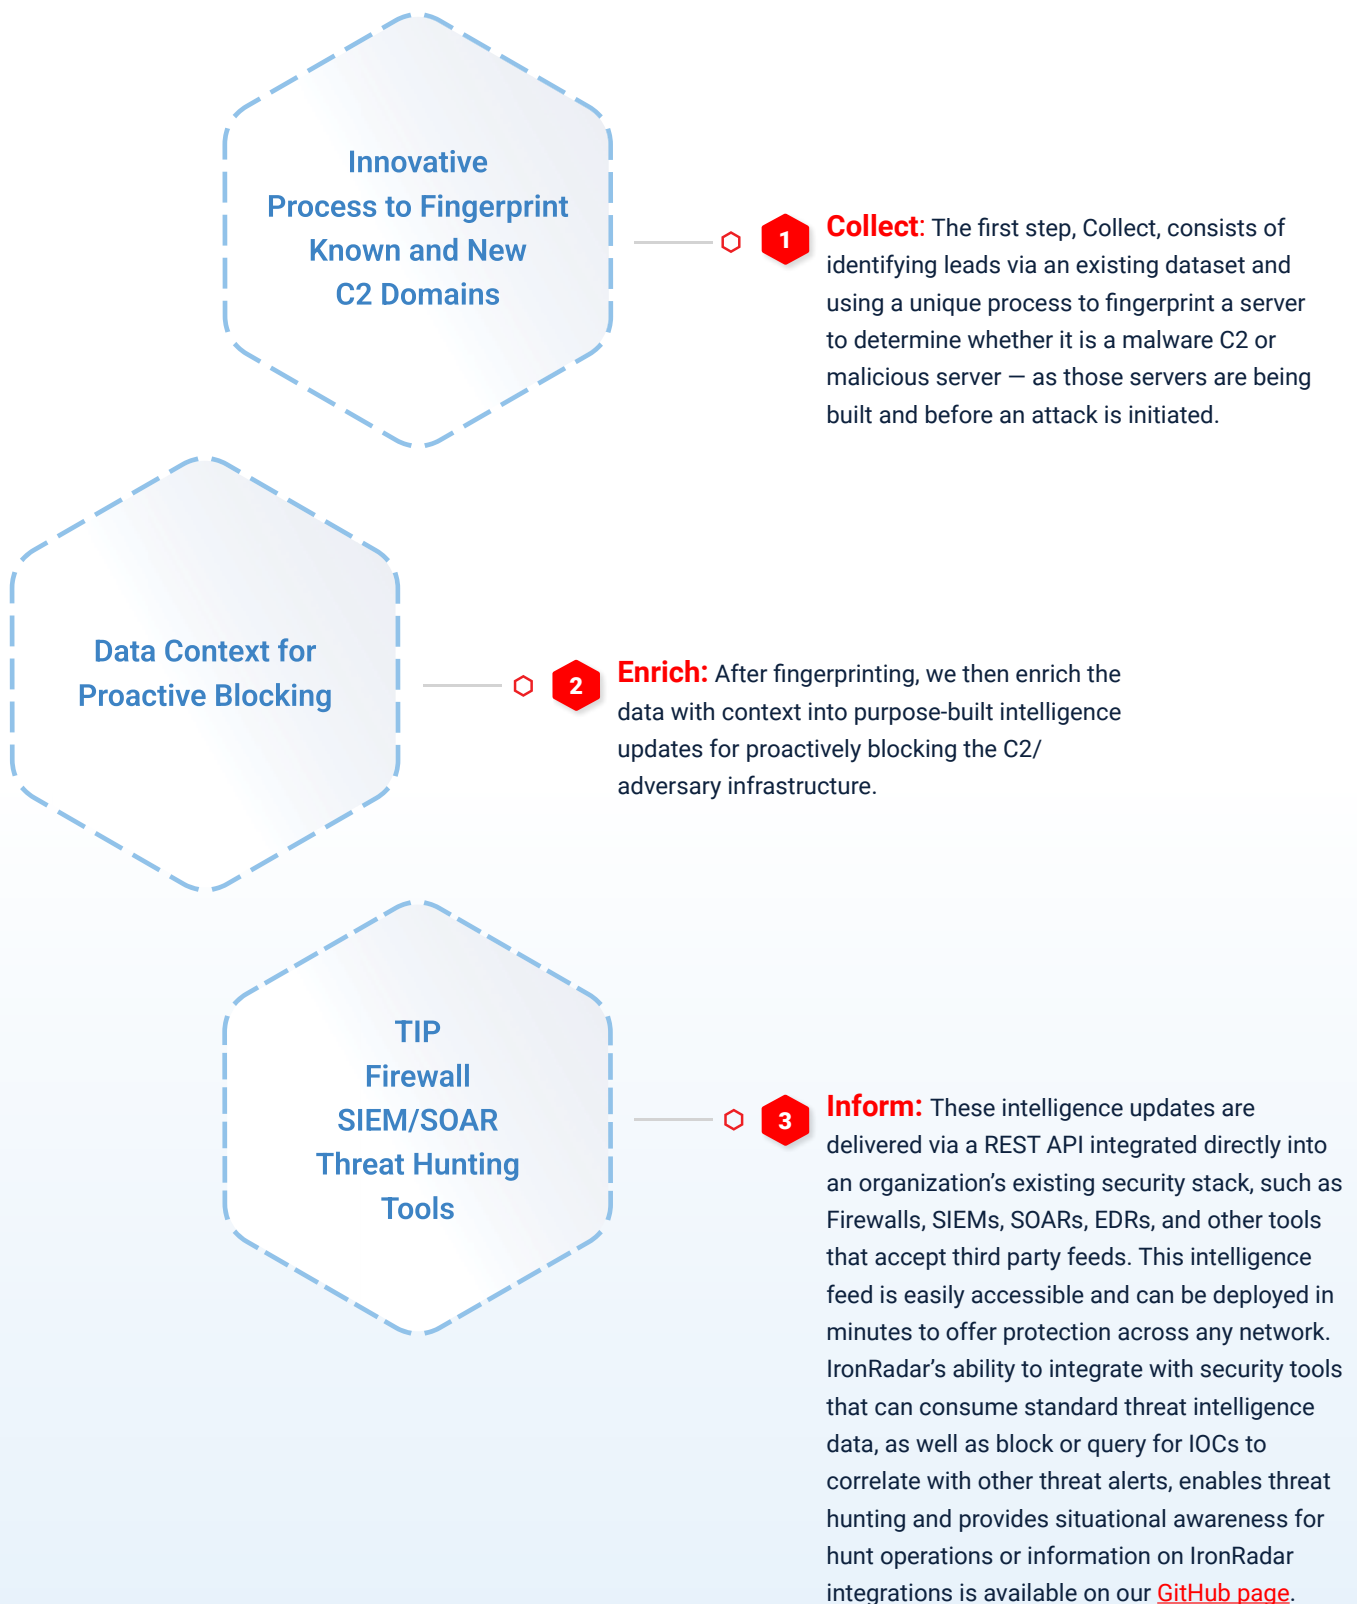 Innovative
Process to Fingerprint
Known and New
C2 Domains
1
Collect: The first step, Collect, consists of
identifying leads via an existing dataset and
using a unique process to fingerprint a server
to determine whether it is a malware C2 or
malicious server — as those servers are being
built and before an attack is initiated.
Data Context for
Proactive Blocking
2
Enrich: After fingerprinting, we then enrich the
data with context into purpose-built intelligence
updates for proactively blocking the C2/
adversary infrastructure.
TIP
Firewall
SIEM/SOAR
Threat Hunting
Tools
3
Inform: These intelligence updates are
delivered via a REST API integrated directly into
an organization’s existing security stack, such as
Firewalls, SIEMs, SOARs, EDRs, and other tools
that accept third party feeds. This intelligence
feed is easily accessible and can be deployed in
minutes to offer protection across any network.
IronRadar’s ability to integrate with security tools
that can consume standard threat intelligence
data, as well as block or query for IOCs to
correlate with other threat alerts, enables threat
hunting and provides situational awareness for
hunt operations or information on IronRadar
integrations is available on our GitHub page.